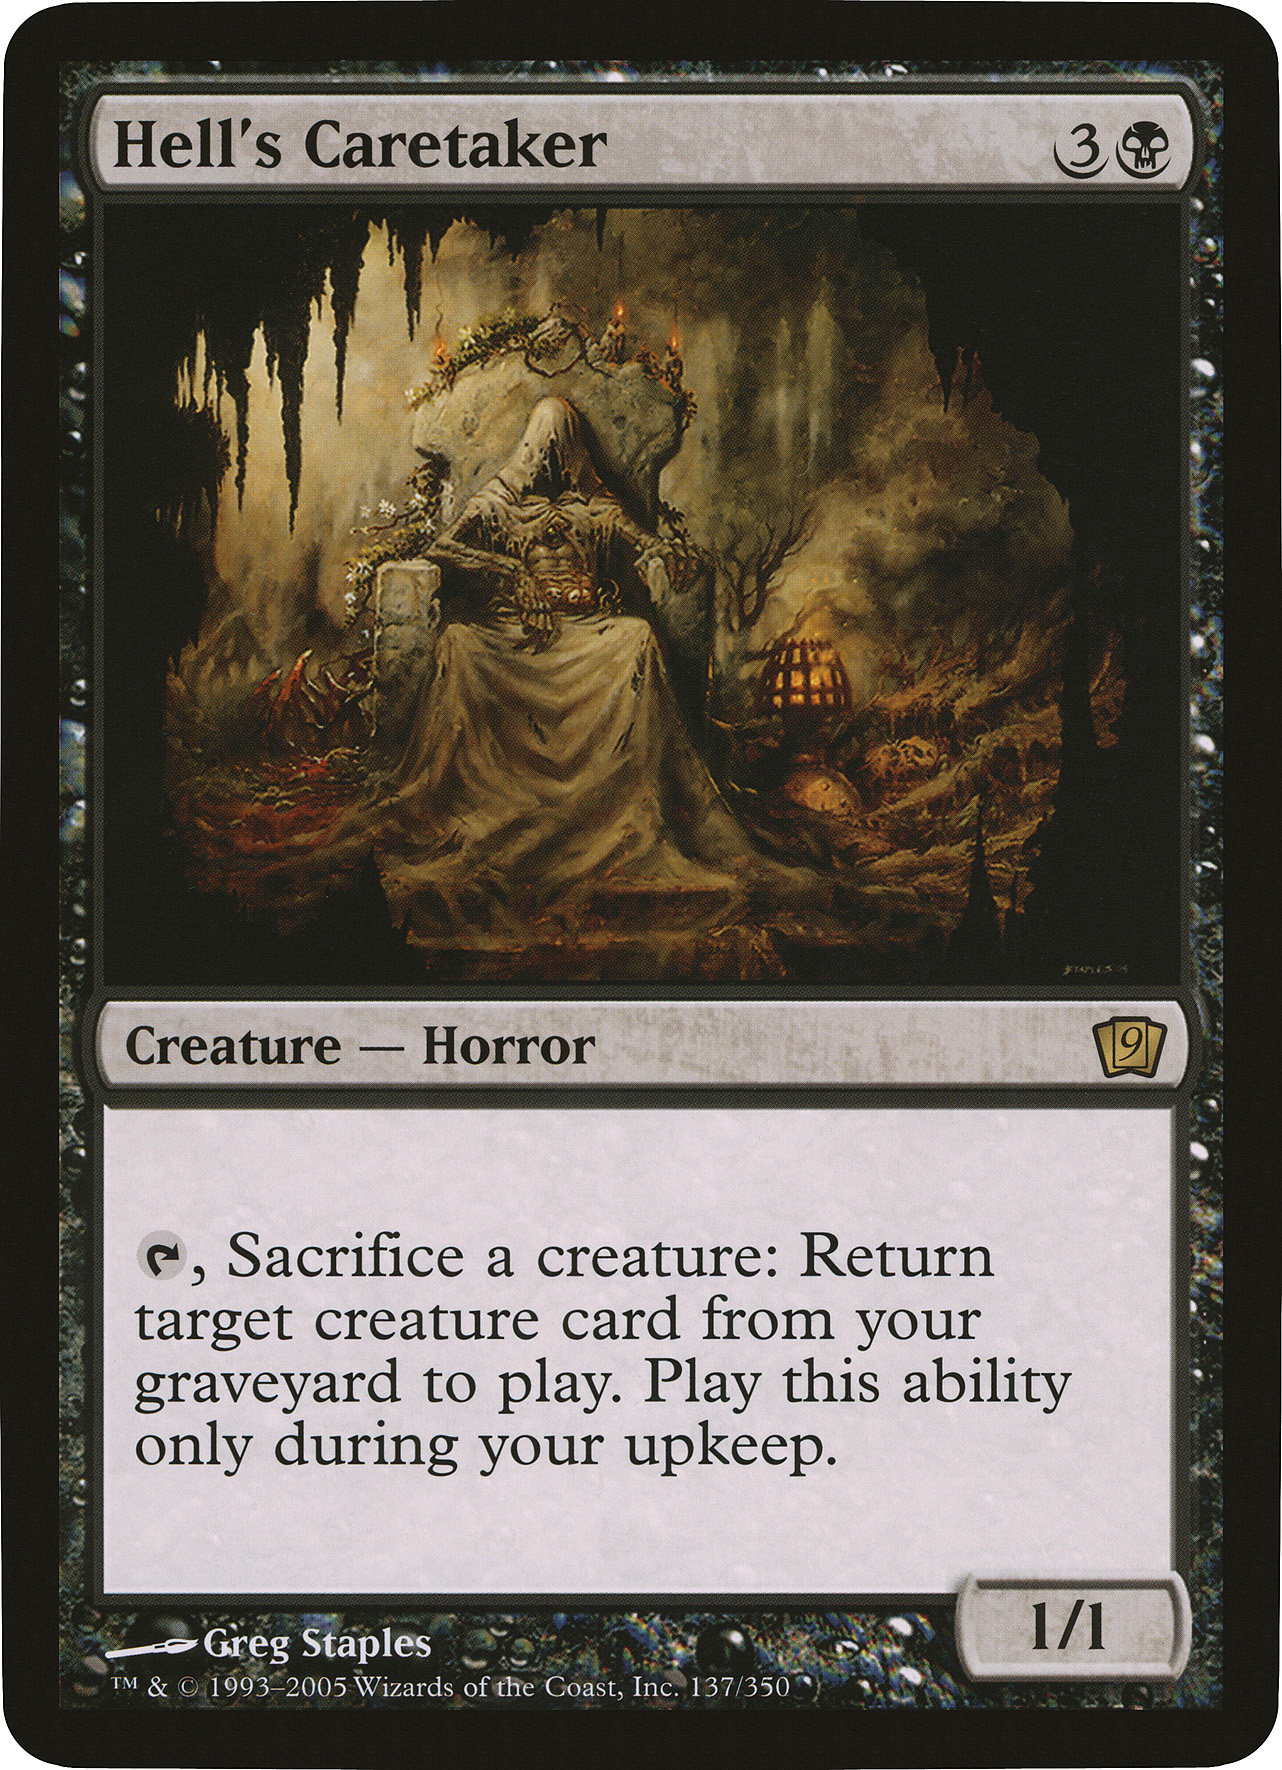 Hell's Caretaker 3
STAPLES
Creature — Horror 9
, Sacrifice a creature: Return
target creature card from your
graveyard to play. Play this ability
only during your upkeep.
1/1
Greg Staples
™ & © 1993–2005 Wizards of the Coast, Inc. 137/350